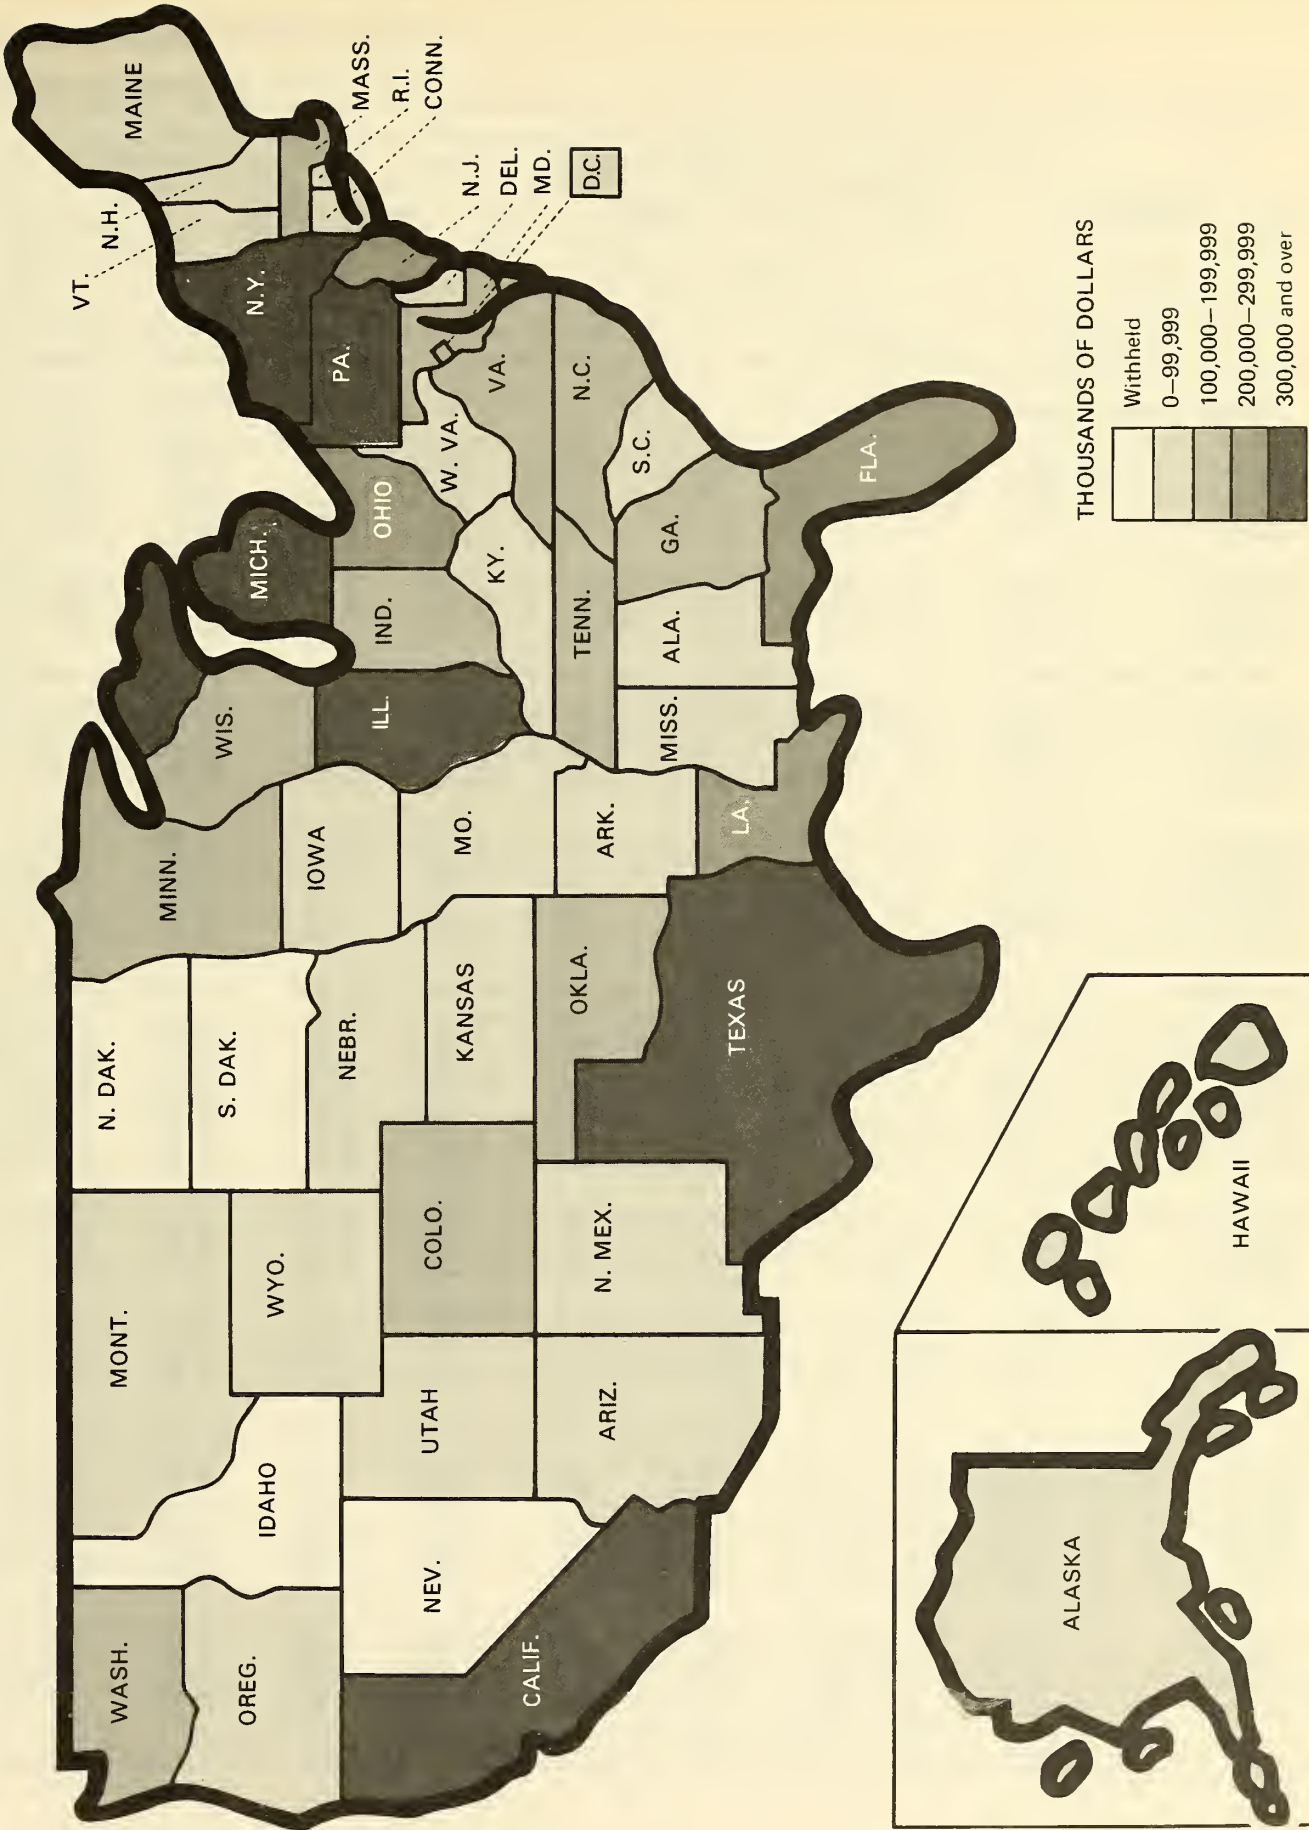 WASH.
OREG.
CALIF.
IDAHO
NEV.
MONT.
WYO.
UTAH
ARIZ.
COLO.
N. MEX.
N. DAK.
S. DAK.
NEBR.
KANSAS
OKLA.
TEXAS
MINN.
IOWA
MO.
ARK.
LA.
WIS.
ILL.
MICH.
IND.
OHIO
KY.
TENN.
MISS.
ALA.
GA.
FLA.
S.C.
N.C.
VA.
W. VA.
PA.
N.Y.
VT.
N.H.
MAINE
MASS.
R.I.
CONN.
N.J.
DEL.
MD.
D.C.
ALASKA
HAWAII
THOUSANDS OF DOLLARS
Withheld
0–99,999
100,000–199,999
200,000–299,999
300,000 and over